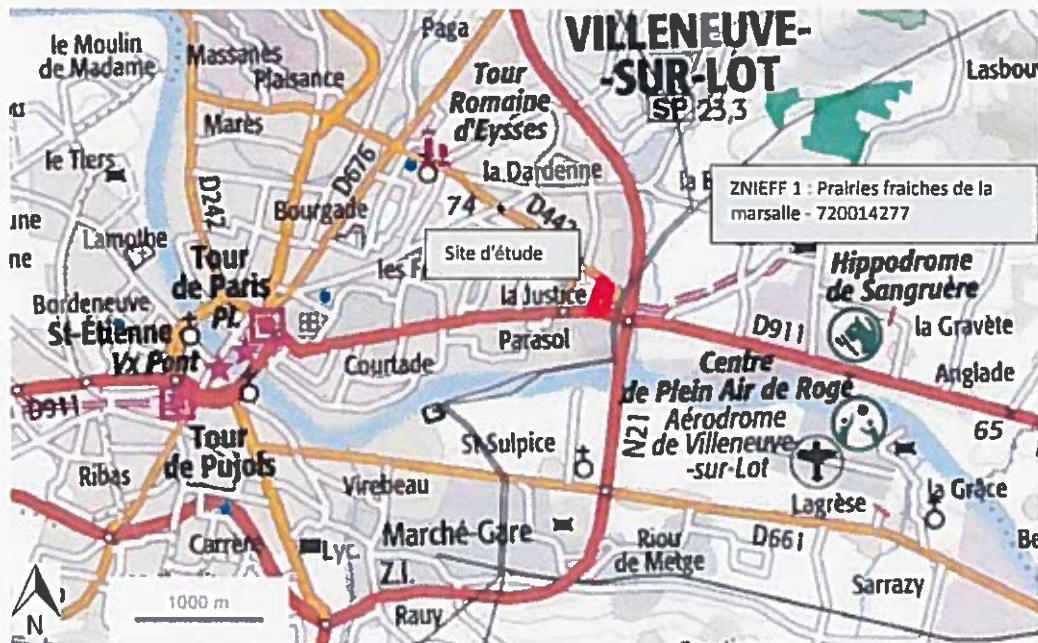 le Moulin
de Madame
Massanès
Plaisance
Paga
VILLENEUVE-
-SUR-LOT
SP 23,3
Tour
Romaine
d'Eysses
Marès
le Tiers
D242
D676
la Dardenne
ZNIEFF 1 : Prairies fraiches de la
marsalle - 720014277
Bourgade
74
D442
Lamothe
Site d'étude
Tour
de Paris
la Justice
Hippodrome
de Sangruère
Bordeneuve
PL.
St-Étienne
Vx Pont
Parasol
D911
la Gravète
Courtade
Centre
de Plein Air de Rogé
Anglade
D911
Aérodrome
de Villeneuve-
-sur-Lot
65
Tour
de Pujols
St-Sulpice
N21
Ribas
Virebeau
Lagrèse
la Grâce
Carrère
Lyc.
Marché-Gare
Riou
de Metge
D661
Z.I.
Sarrazy
1000 m
N
Rauy